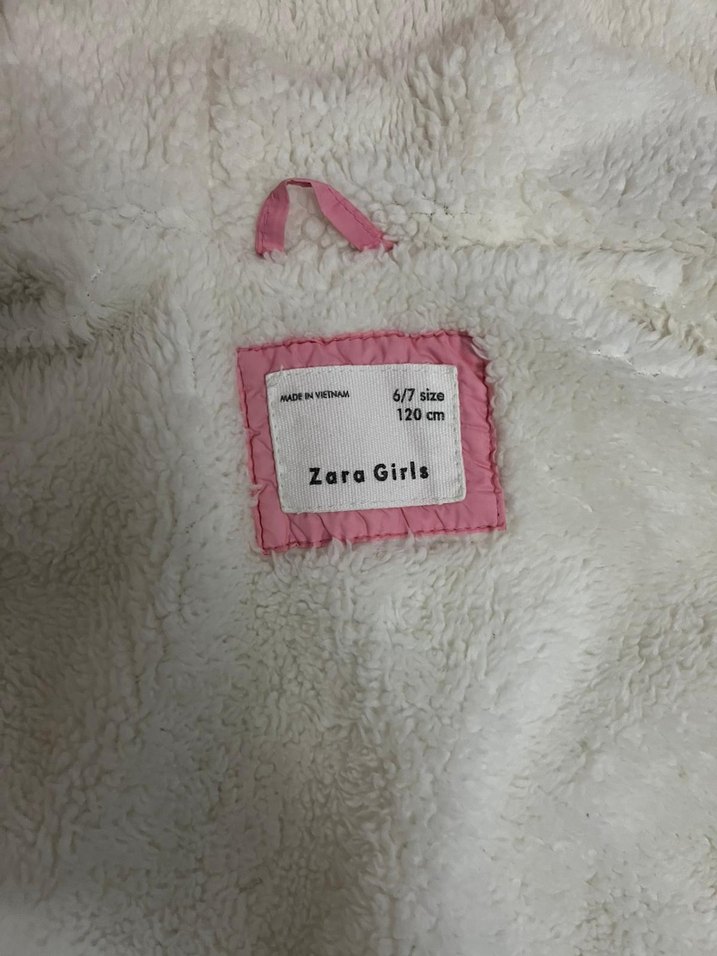 MADE IN VIETNAM
6/7 size
120 cm
Zara Girls